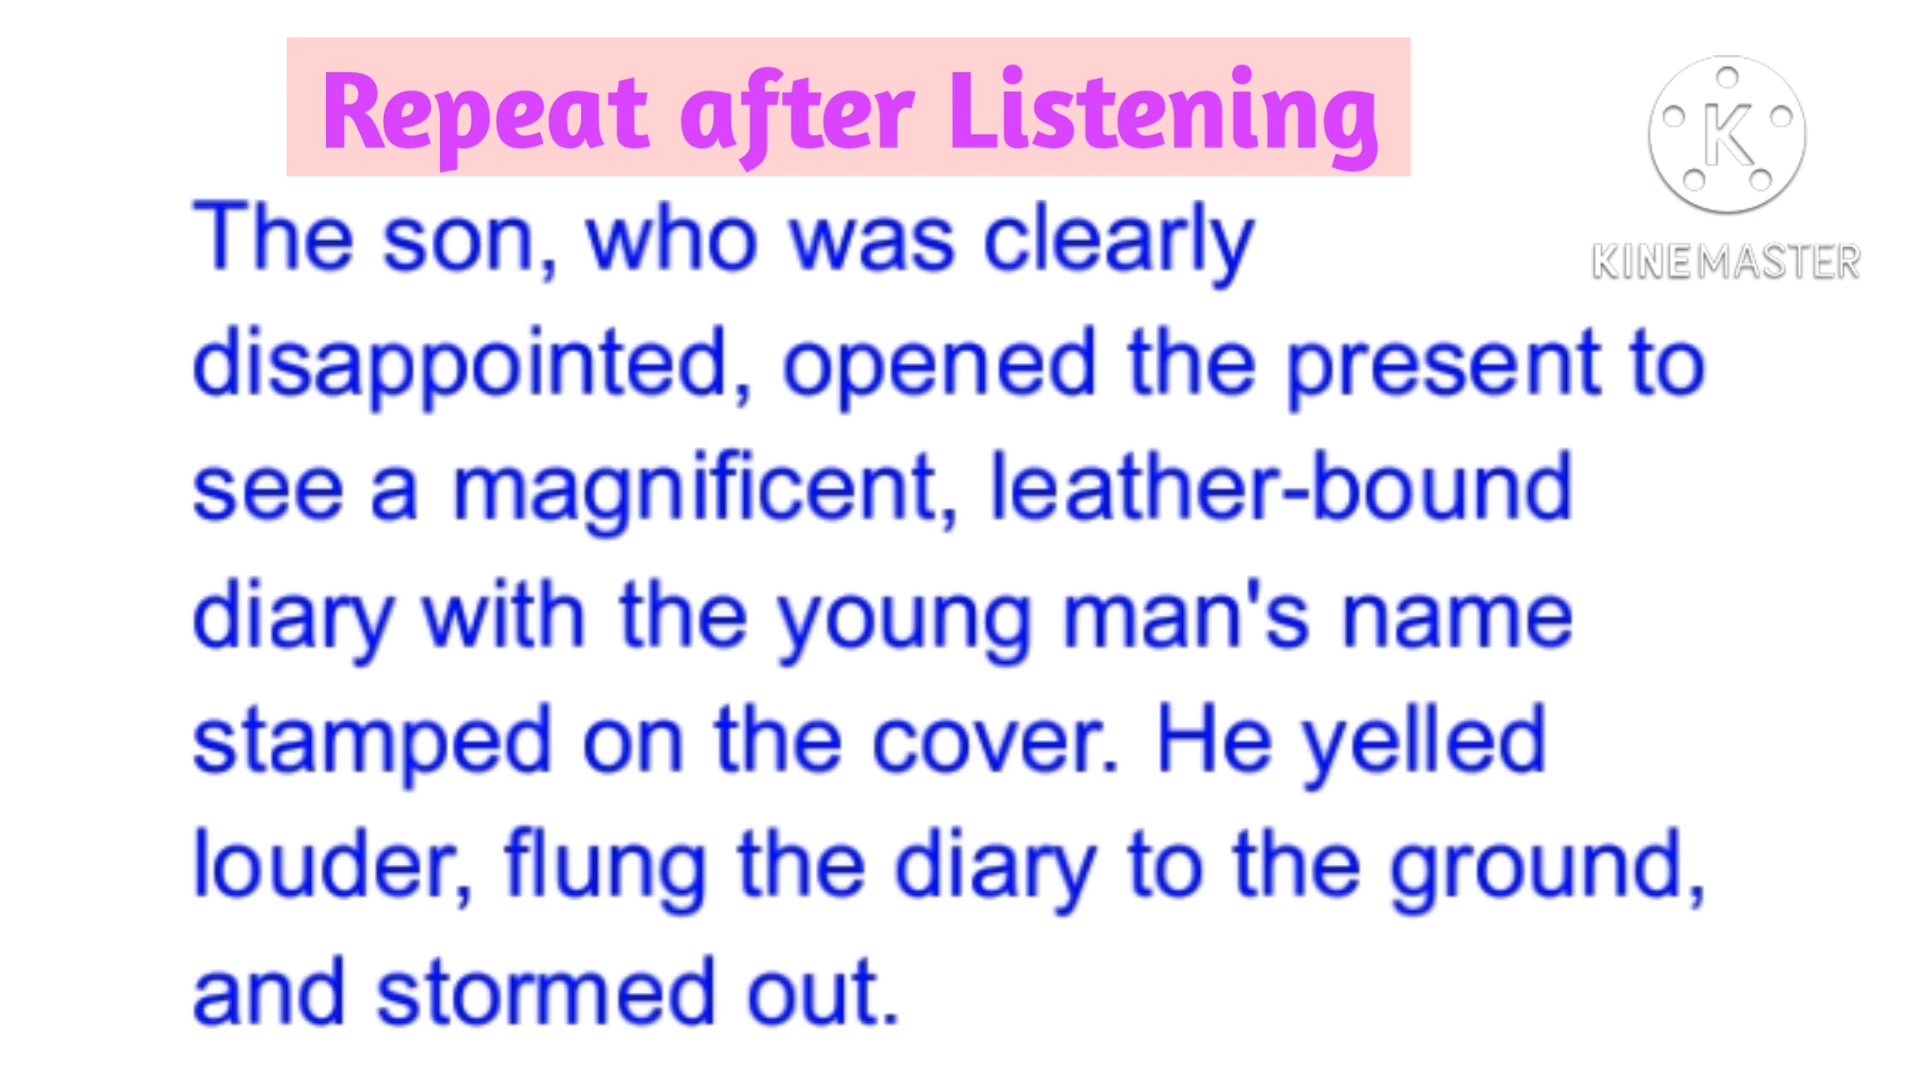 Repeat after Listening
K
KINEMASTER
The son, who was clearly
disappointed, opened the present to
see a magnificent, leather-bound
diary with the young man's name
stamped on the cover. He yelled
louder, flung the diary to the ground,
and stormed out.